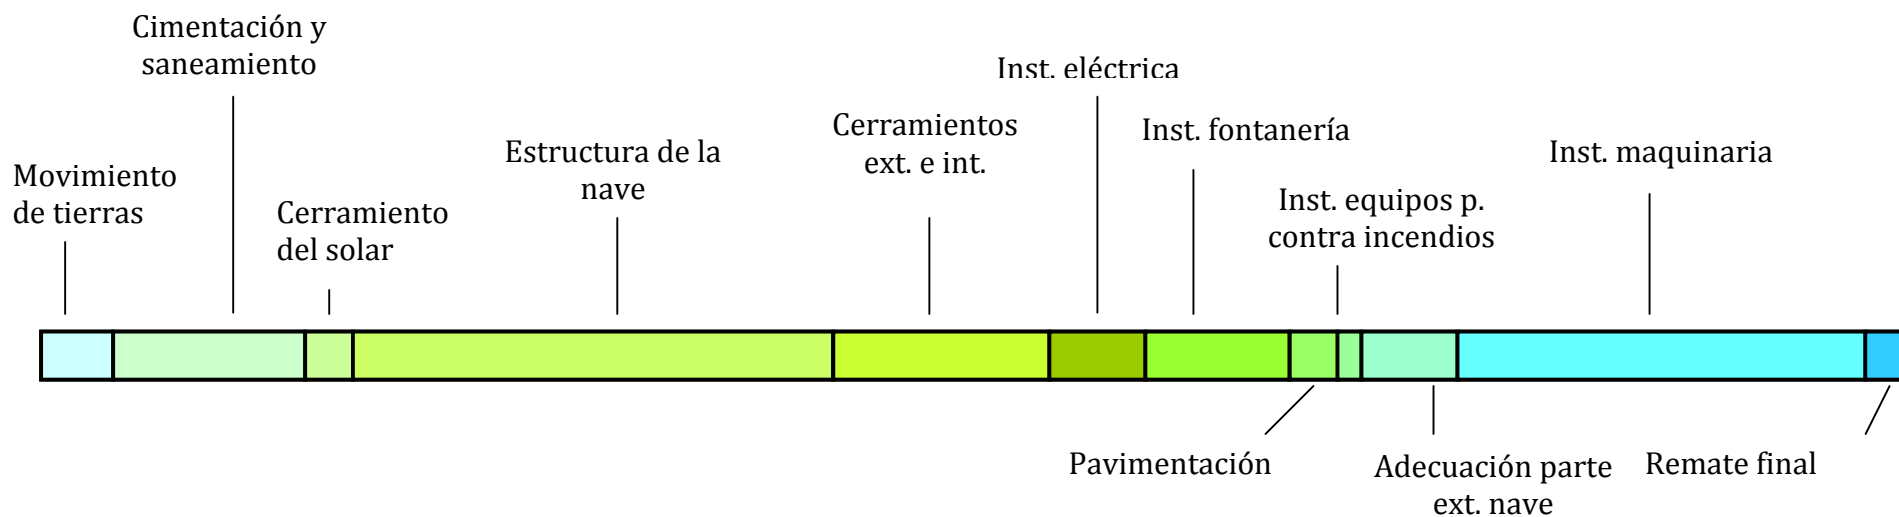 Cimentación y
saneamiento
Inst. eléctrica
Cerramientos
ext. e int.
Inst. fontanería
Estructura de la
nave
Inst. maquinaria
Movimiento
de tierras
Cerramiento
del solar
Inst. equipos p.
contra incendios
Pavimentación
Adecuación parte
ext. nave
Remate final